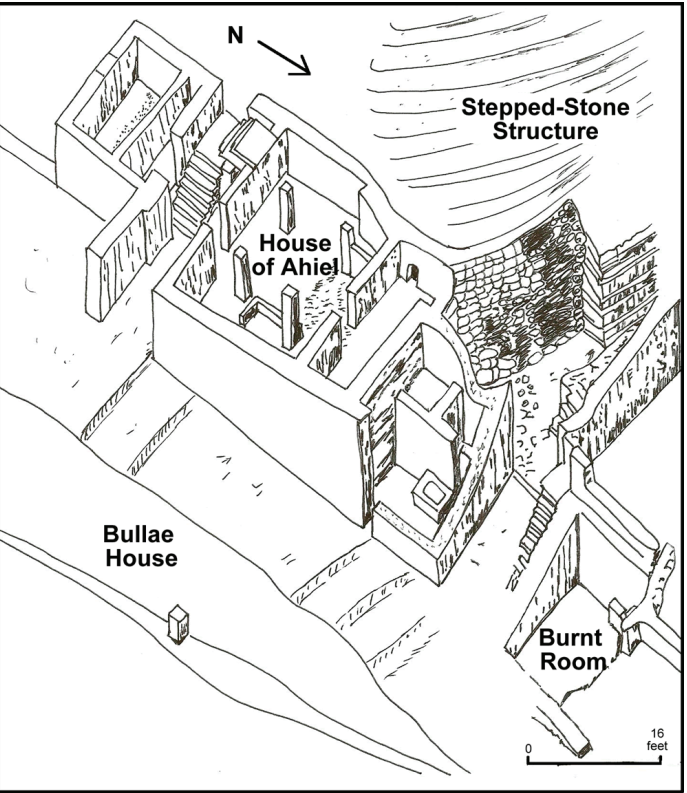 N
Stepped-Stone
Structure
House
of Ahiel
Bullae
House
Burnt
Room
0
16
feet